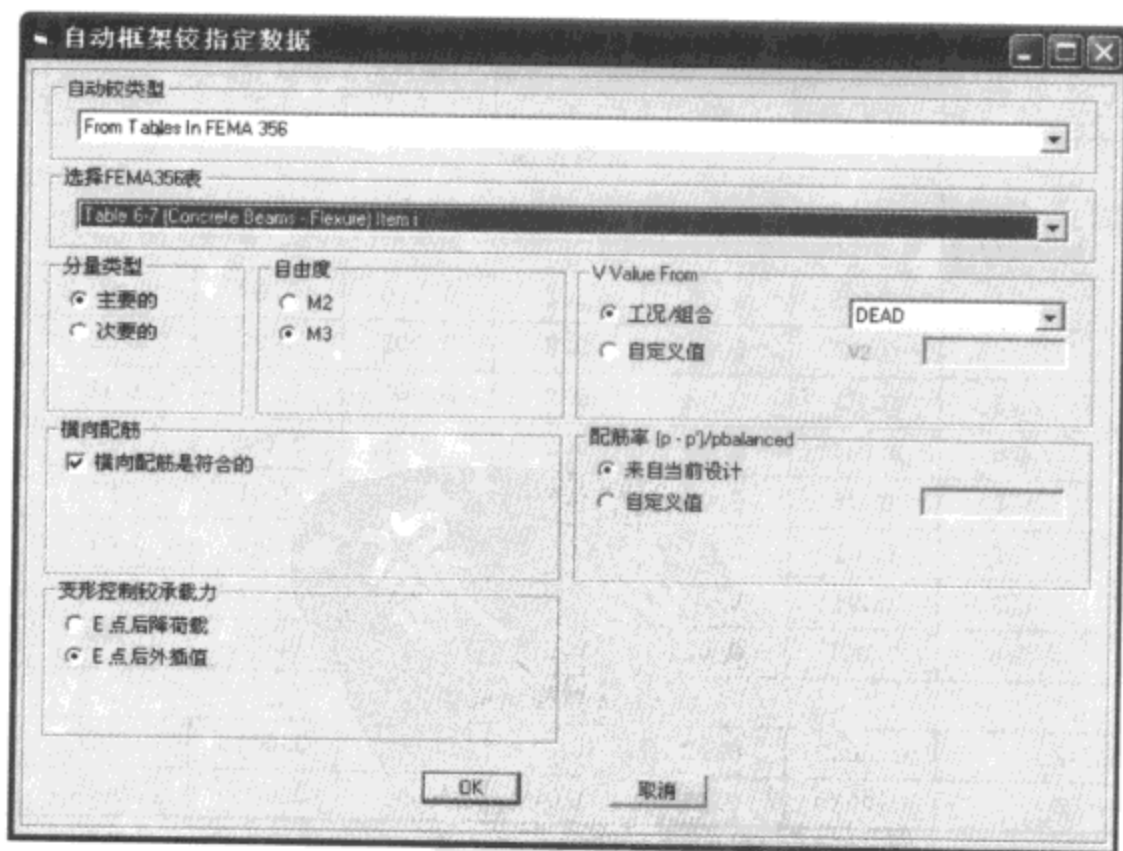 自动框架铰指定数据
自动铰类型
From Tables In FEMA 356
选择FEMA356表
Table 6-7 (Concrete Beams - Flexure) Item i
分量类型
主要的
次要的
自由度
M2
M3
V Value From
工况/组合
DEAD
自定义值
V2
横向配筋
横向配筋是符合的
配筋率 (p - p')/pbalanced
来自当前设计
自定义值
变形控制铰承载力
E 点后降荷载
E 点后外插值
OK
取消